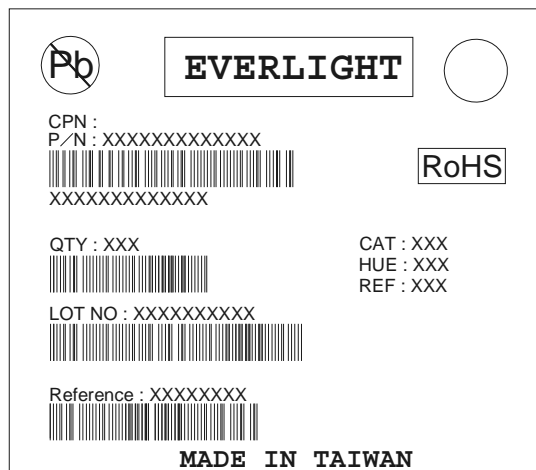 Pb
EVERLIGHT
CPN :
P/N : XXXXXXXXXXXXX
RoHS
XXXXXXXXXXXXX
QTY : XXX
CAT : XXX
HUE : XXX
REF : XXX
LOT NO : XXXXXXXXXX
Reference : XXXXXXXX
MADE IN TAIWAN